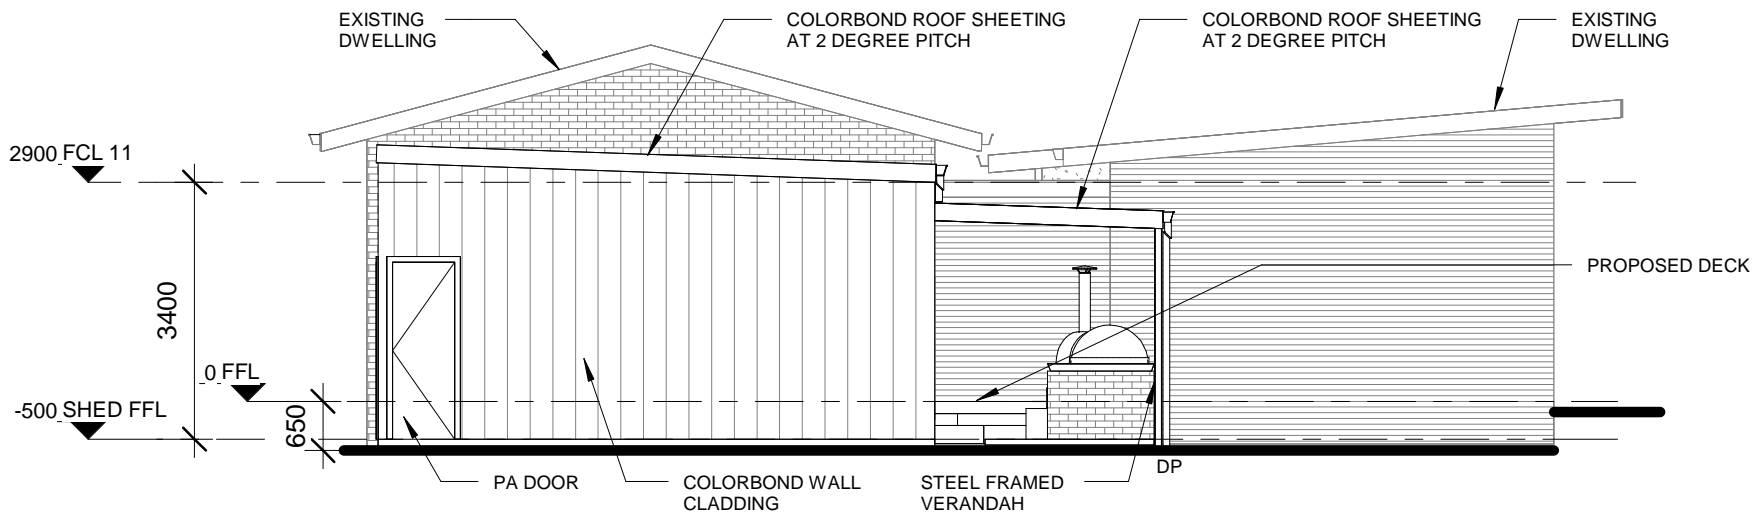 EXISTING
DWELLING
COLORBOND ROOF SHEETING
AT 2 DEGREE PITCH
COLORBOND ROOF SHEETING
AT 2 DEGREE PITCH
EXISTING
DWELLING
2900 FCL 11
PROPOSED DECK
3400
0 FFL
-500 SHED FFL
650
DP
PA DOOR
COLORBOND WALL
CLADDING
STEEL FRAMED
VERANDAH